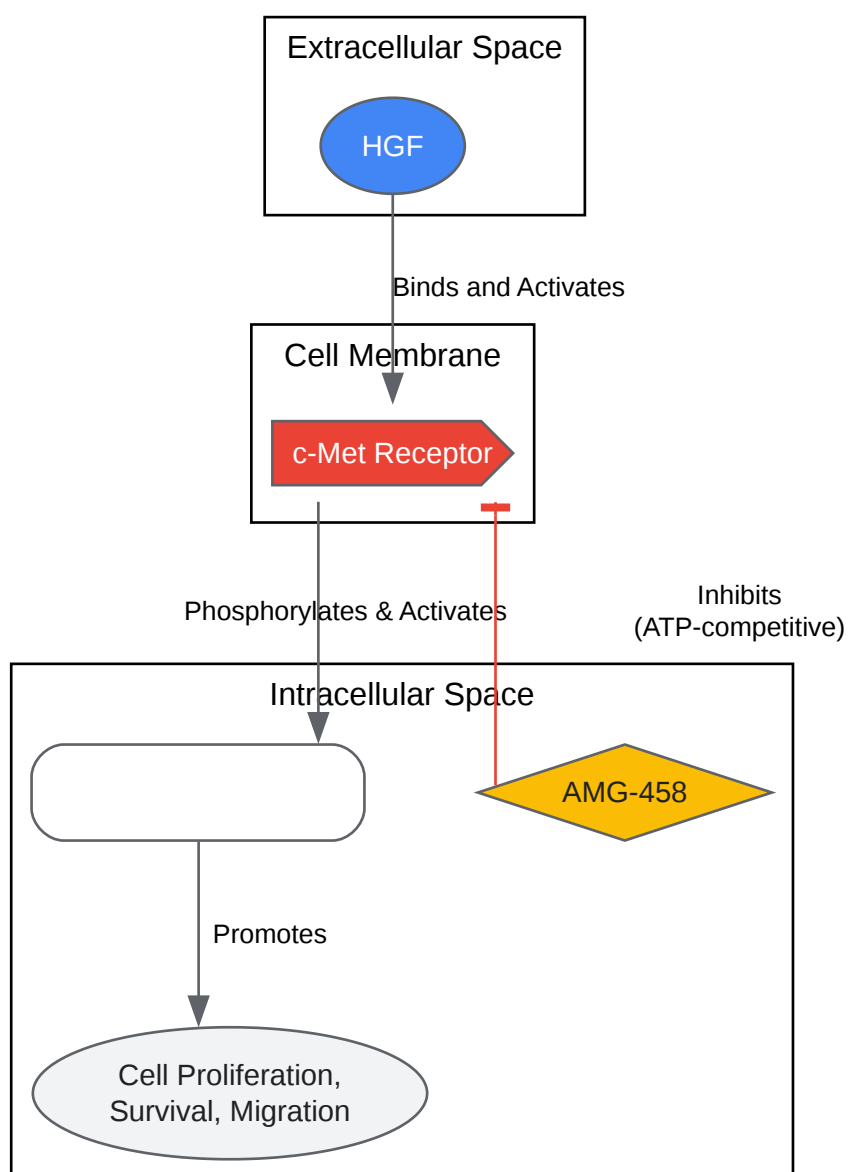 Extracellular Space
HGF
Binds and Activates
Cell Membrane
c-Met Receptor
Phosphorylates & Activates
Inhibits
(ATP-competitive)
Intracellular Space
AMG-458
Promotes
Cell Proliferation,
Survival, Migration